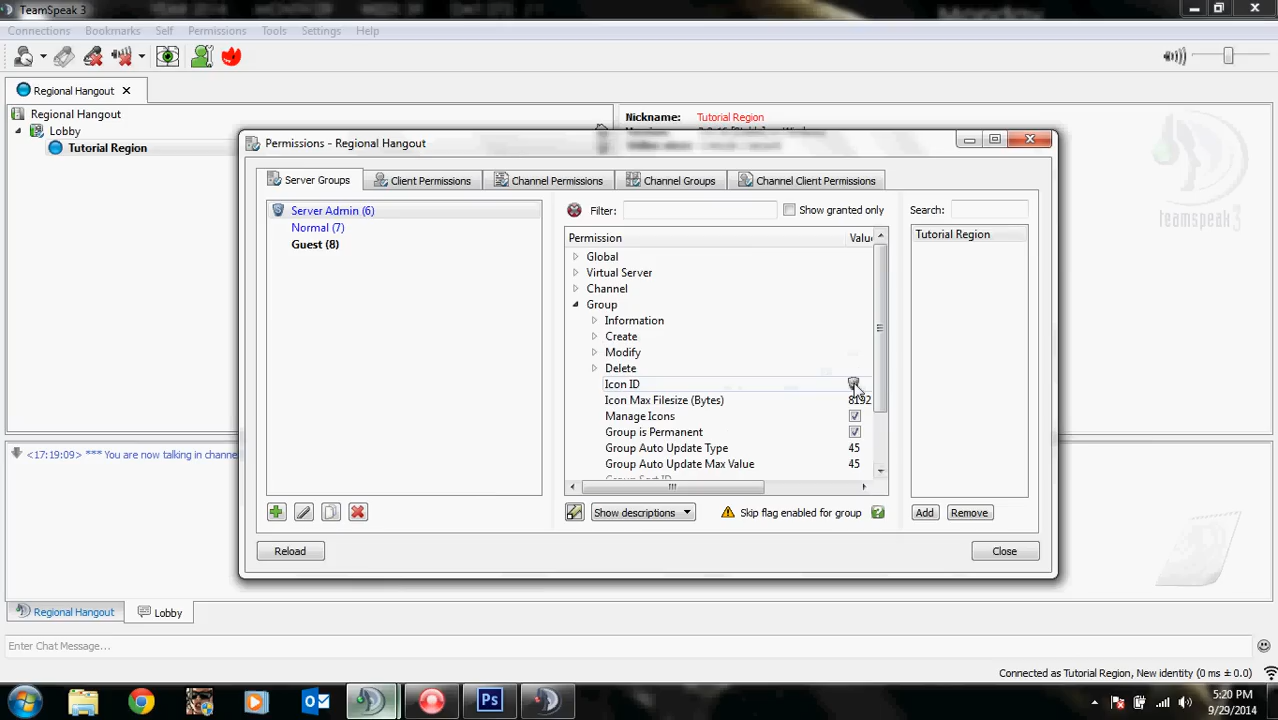 TeamSpeak 3
Connections Bookmarks Self Permissions Tools Settings Help
Regional Hangout
Regional Hangout
Lobby
Tutorial Region
Nickname: Tutorial Region
teamspeak 3
Permissions - Regional Hangout
Server Groups Client Permissions Channel Permissions Channel Groups Channel Client Permissions
Server Admin (6)
Normal (7)
Guest (8)
Filter: Show granted only
Permission Value
Global
Virtual Server
Channel
Group
Information
Create
Modify
Delete
Icon ID
Icon Max Filesize (Bytes) 8192
Manage Icons
Group is Permanent
Group Auto Update Type 45
Group Auto Update Max Value 45
Show descriptions Skip flag enabled for group
Search:
Tutorial Region
Add Remove
Reload Close
<17:19:09> *** You are now talking in channe
Regional Hangout Lobby
Enter Chat Message...
Connected as Tutorial Region, New identity (0 ms ± 0.0)
Ps
5:20 PM
9/29/2014